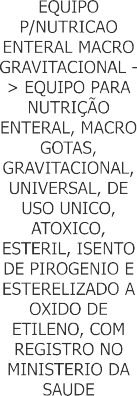 EQUIPO
P/NUTRICAO
ENTERAL MACRO
GRAVITACIONAL -
> EQUIPO PARA
NUTRIÇÃO
ENTERAL, MACRO
GOTAS,
GRAVITACIONAL,
UNIVERSAL, DE
USO UNICO,
ATOXICO,
ESTERIL, ISENTO
DE PIROGENIO E
ESTERELIZADO A
OXIDO DE
ETILENO, COM
REGISTRO NO
MINISTERIO DA
SAUDE